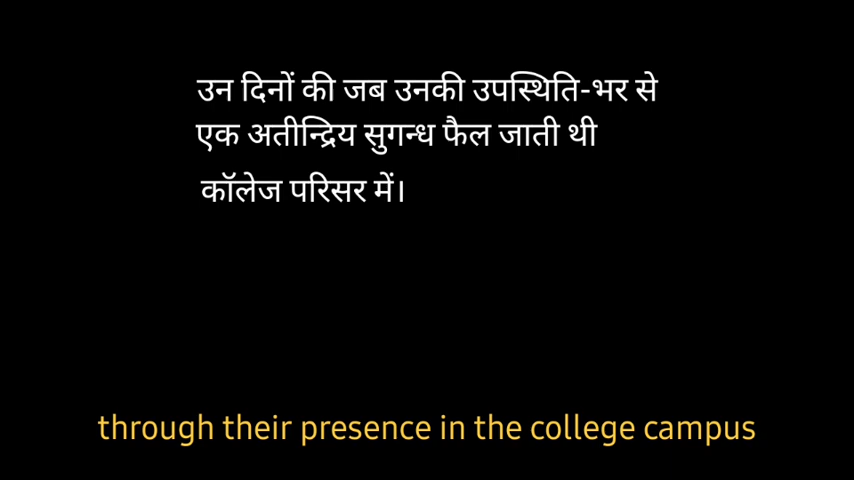 उन दिनों की जब उनकी उपस्थिति-भर से
एक अतीन्द्रिय सुगन्ध फैल जाती थी
कॉलेज परिसर में।
through their presence in the college campus